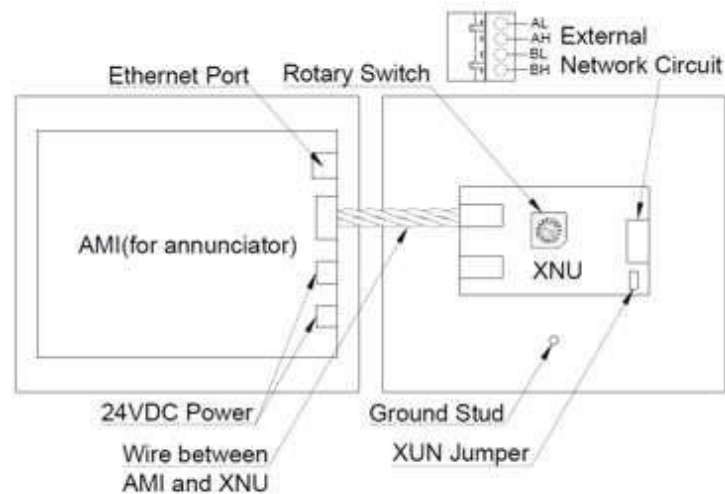 AL
AH
BL
BH
External
Network Circuit
Ethernet Port
Rotary Switch
AMI(for annunciator)
XNU
24VDC Power
Ground Stud
Wire between
AMI and XNU
XUN Jumper